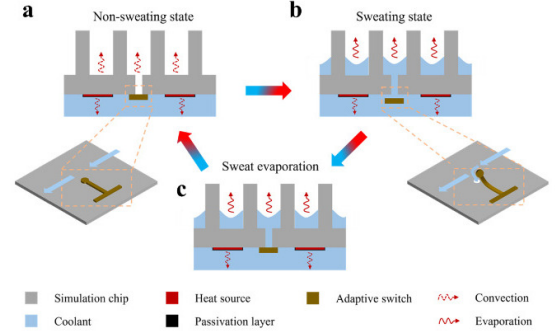 a
Non-sweating state
b
Sweating state
Sweat evaporation
c
Simulation chip
Heat source
Adaptive switch
Convection
Coolant
Passivation layer
Evaporation